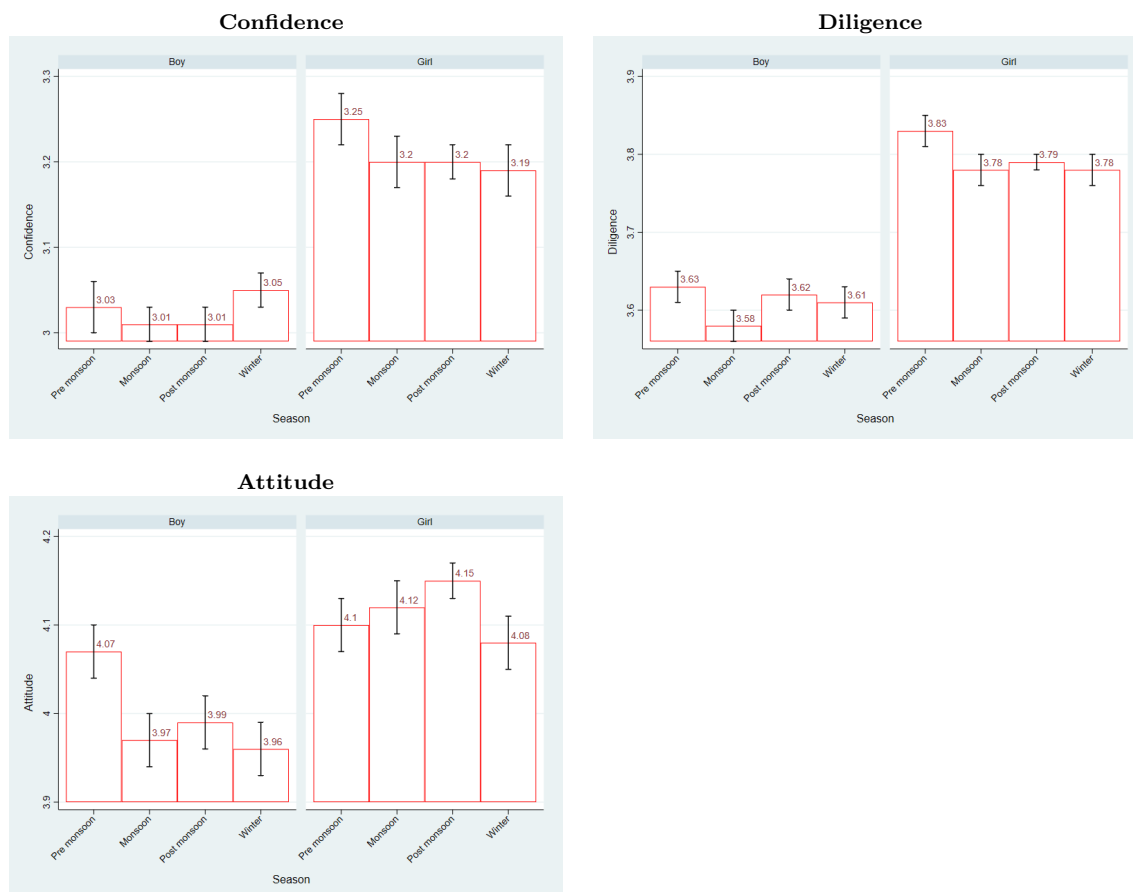 Confidence
Boy
Girl
3.3
3.2
3.1
3
Confidence
3.03
3.01
3.01
3.05
3.25
3.2
3.2
3.19
Pre monsoon
Monsoon
Post monsoon
Winter
Pre monsoon
Monsoon
Post monsoon
Winter
Season
Diligence
Boy
Girl
3.9
3.8
3.7
3.6
Diligence
3.63
3.58
3.62
3.61
3.83
3.78
3.79
3.78
Pre monsoon
Monsoon
Post monsoon
Winter
Pre monsoon
Monsoon
Post monsoon
Winter
Season
Attitude
Boy
Girl
4.2
4.1
4
3.9
Attitude
4.07
3.97
3.99
3.96
4.1
4.12
4.15
4.08
Pre monsoon
Monsoon
Post monsoon
Winter
Pre monsoon
Monsoon
Post monsoon
Winter
Season